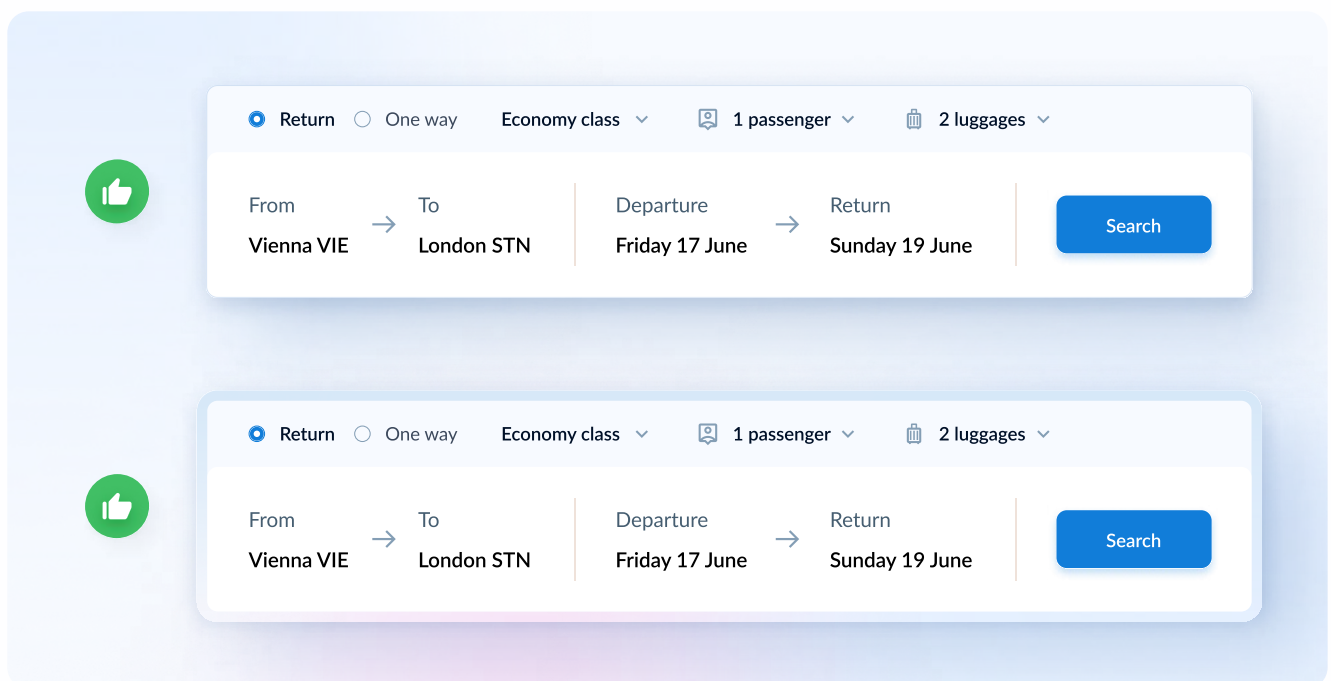 Return One way Economy class 1 passenger 2 luggages
From To Departure Return
Vienna VIE London STN Friday 17 June Sunday 19 June
Search
Return One way Economy class 1 passenger 2 luggages
From To Departure Return
Vienna VIE London STN Friday 17 June Sunday 19 June
Search